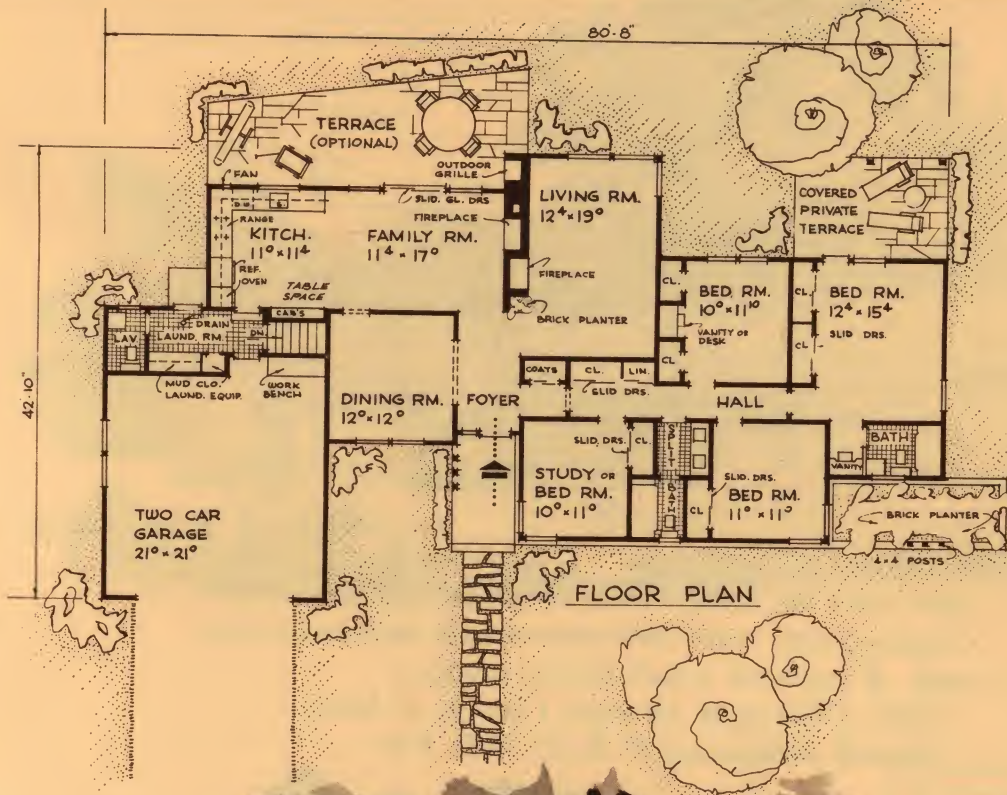 80'-8"
TERRACE
(OPTIONAL)
OUTDOOR
GRILLE
FAN
SLID. GL. DRS
FIREPLACE
LIVING RM.
12⁴ x 19⁰
COVERED
PRIVATE
TERRACE
D.W.
S.
RANGE
KITCH.
11⁰ x 11⁴
FAMILY RM.
11⁴ x 17⁰
REF.
OVEN
FIREPLACE
TABLE
SPACE
CAB'S
BRICK PLANTER
CL.
BED RM.
10⁰ x 11¹⁰
VANITY OR
DESK
CL.
CL.
BED RM.
12⁴ x 15⁴
SLID DRS.
CL.
LAV.
DRAIN
LAUND. RM.
DN.
MUD CLO.
LAUND. EQUIP.
WORK
BENCH
42'-10"
DINING RM.
12⁰ x 12⁰
FOYER
COATS
CL.
LIN.
SLID DRS.
HALL
SLID. DRS.
CL.
SPLIT
BATH
STUDY OR
BED RM.
10⁰ x 11⁰
SLID. DRS.
CL
BED RM.
11⁰ x 11⁰
BATH
VANITY
BRICK PLANTER
4x4 POSTS
TWO CAR
GARAGE
21⁰ x 21⁰
FLOOR PLAN